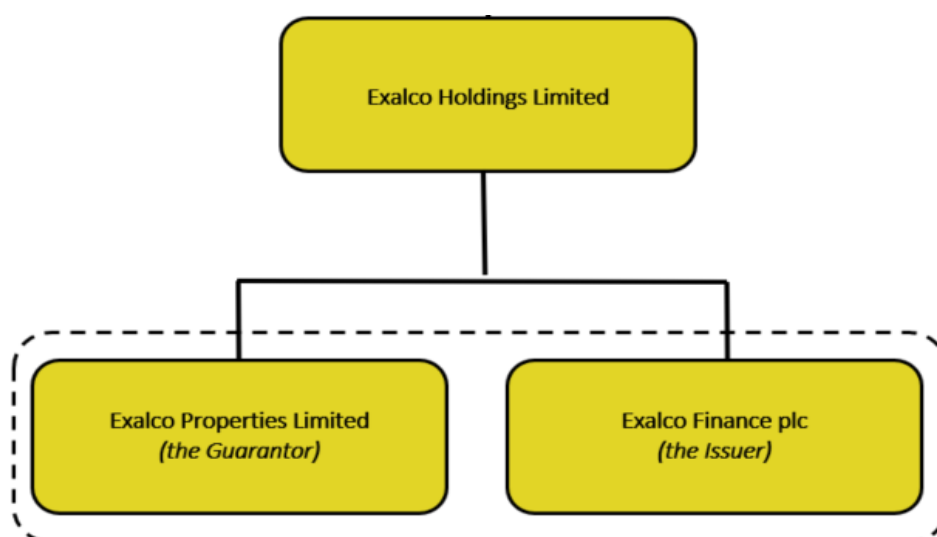 Exalco Holdings Limited
Exalco Properties Limited
(the Guarantor)
Exalco Finance plc
(the Issuer)